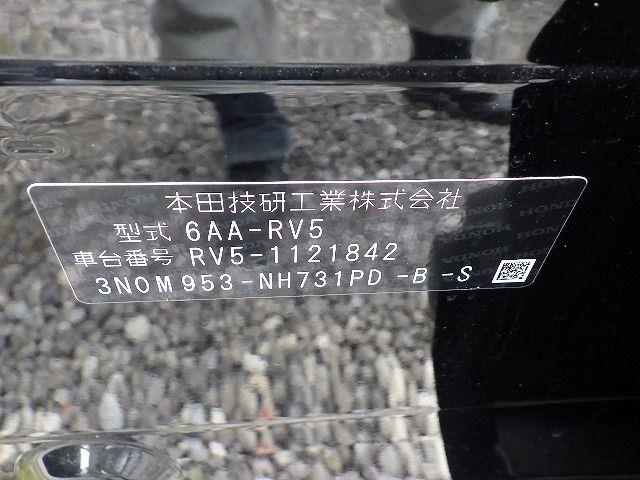 本田技研工業株式会社
型式 6AA-RV5
車台番号 RV5-1121842
3NOM953-NH731PD -B -S